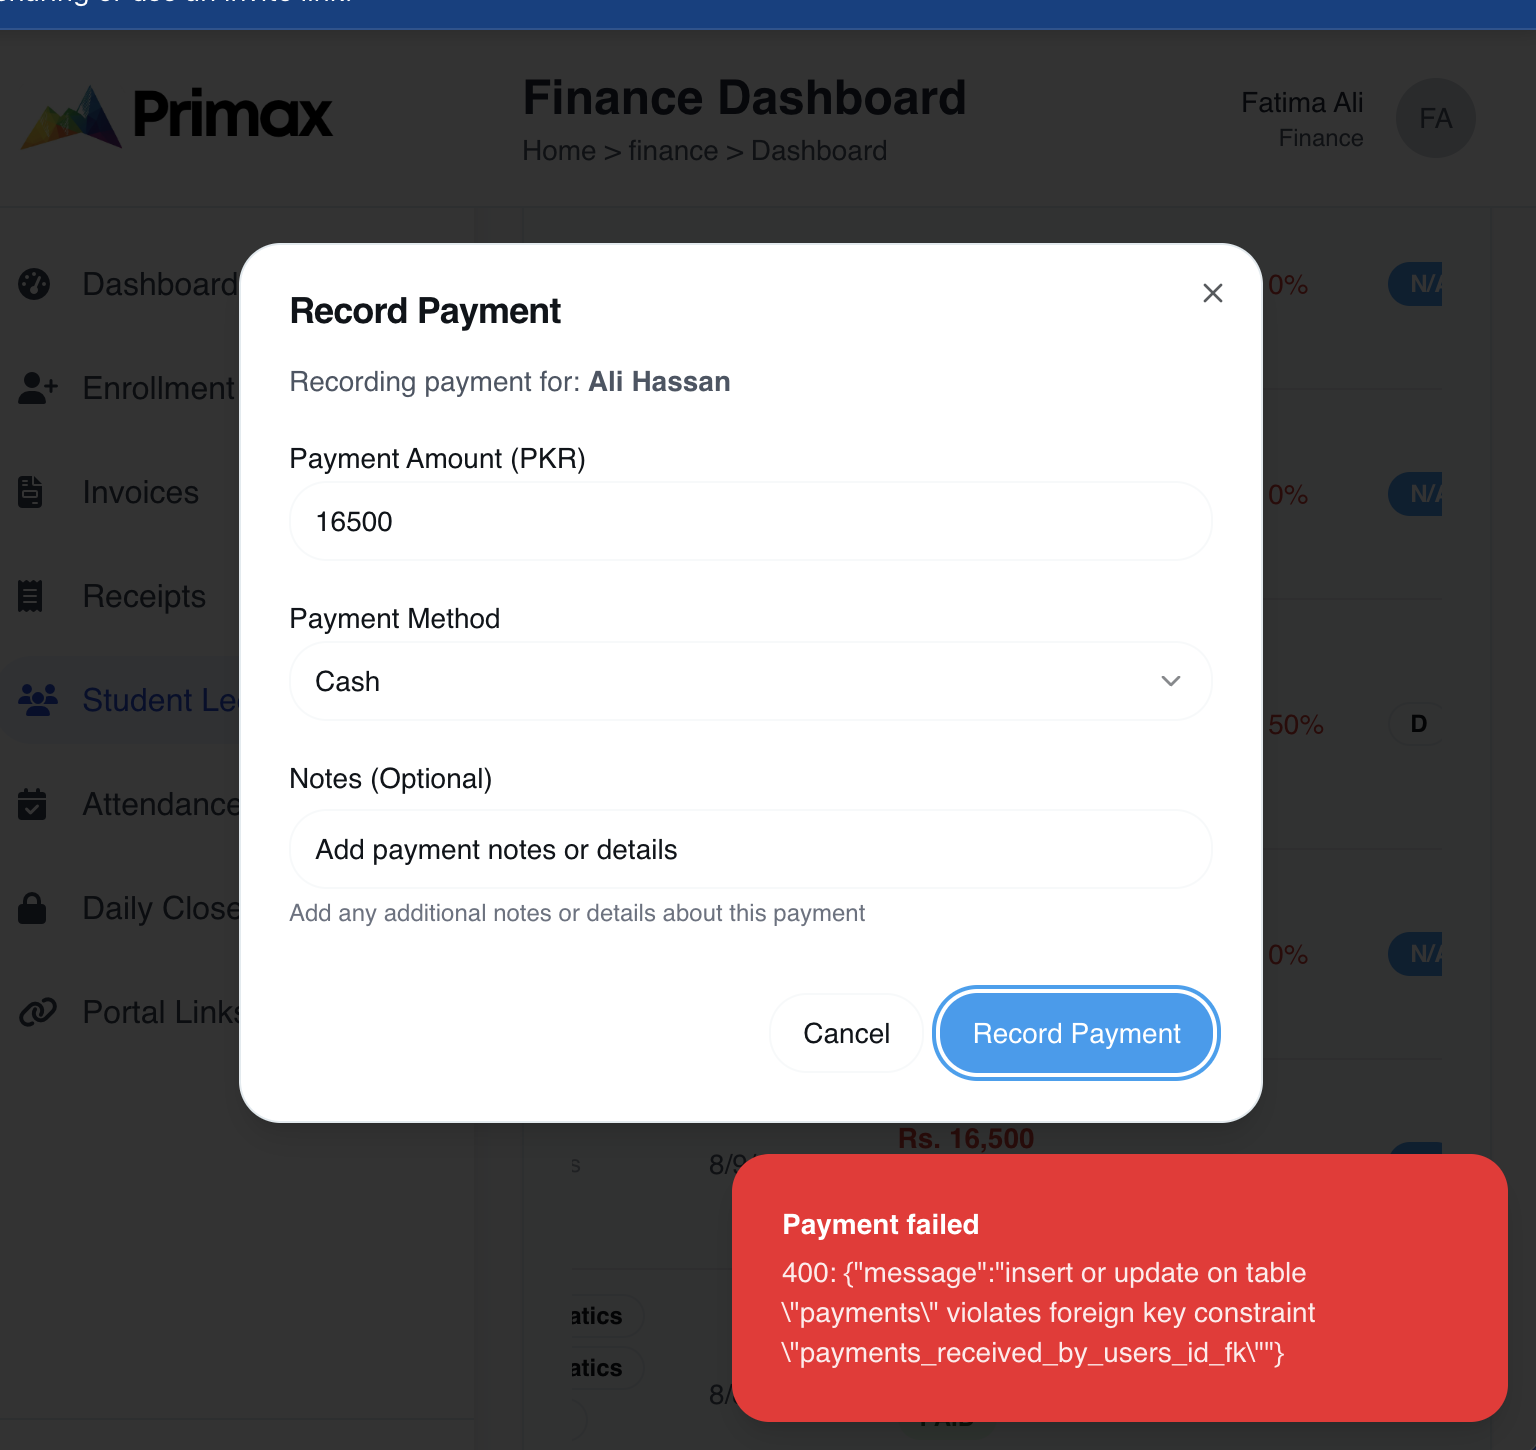 Primax
Finance Dashboard
Home > finance > Dashboard
Fatima Ali
Finance
FA
Dashboard
Enrollment
Invoices
Receipts
Student Le
Attendance
Daily Close
Portal Links
Record Payment
Recording payment for: Ali Hassan
Payment Amount (PKR)
16500
Payment Method
Cash
Notes (Optional)
Add payment notes or details
Add any additional notes or details about this payment
Cancel
Record Payment
0%
N/A
0%
N/A
50%
D
0%
N/A
Rs. 16,500
s
8/9
atics
atics
8/
Payment failed
400: {"message":"insert or update on table
\"payments\" violates foreign key constraint
\"payments_received_by_users_id_fk\""}